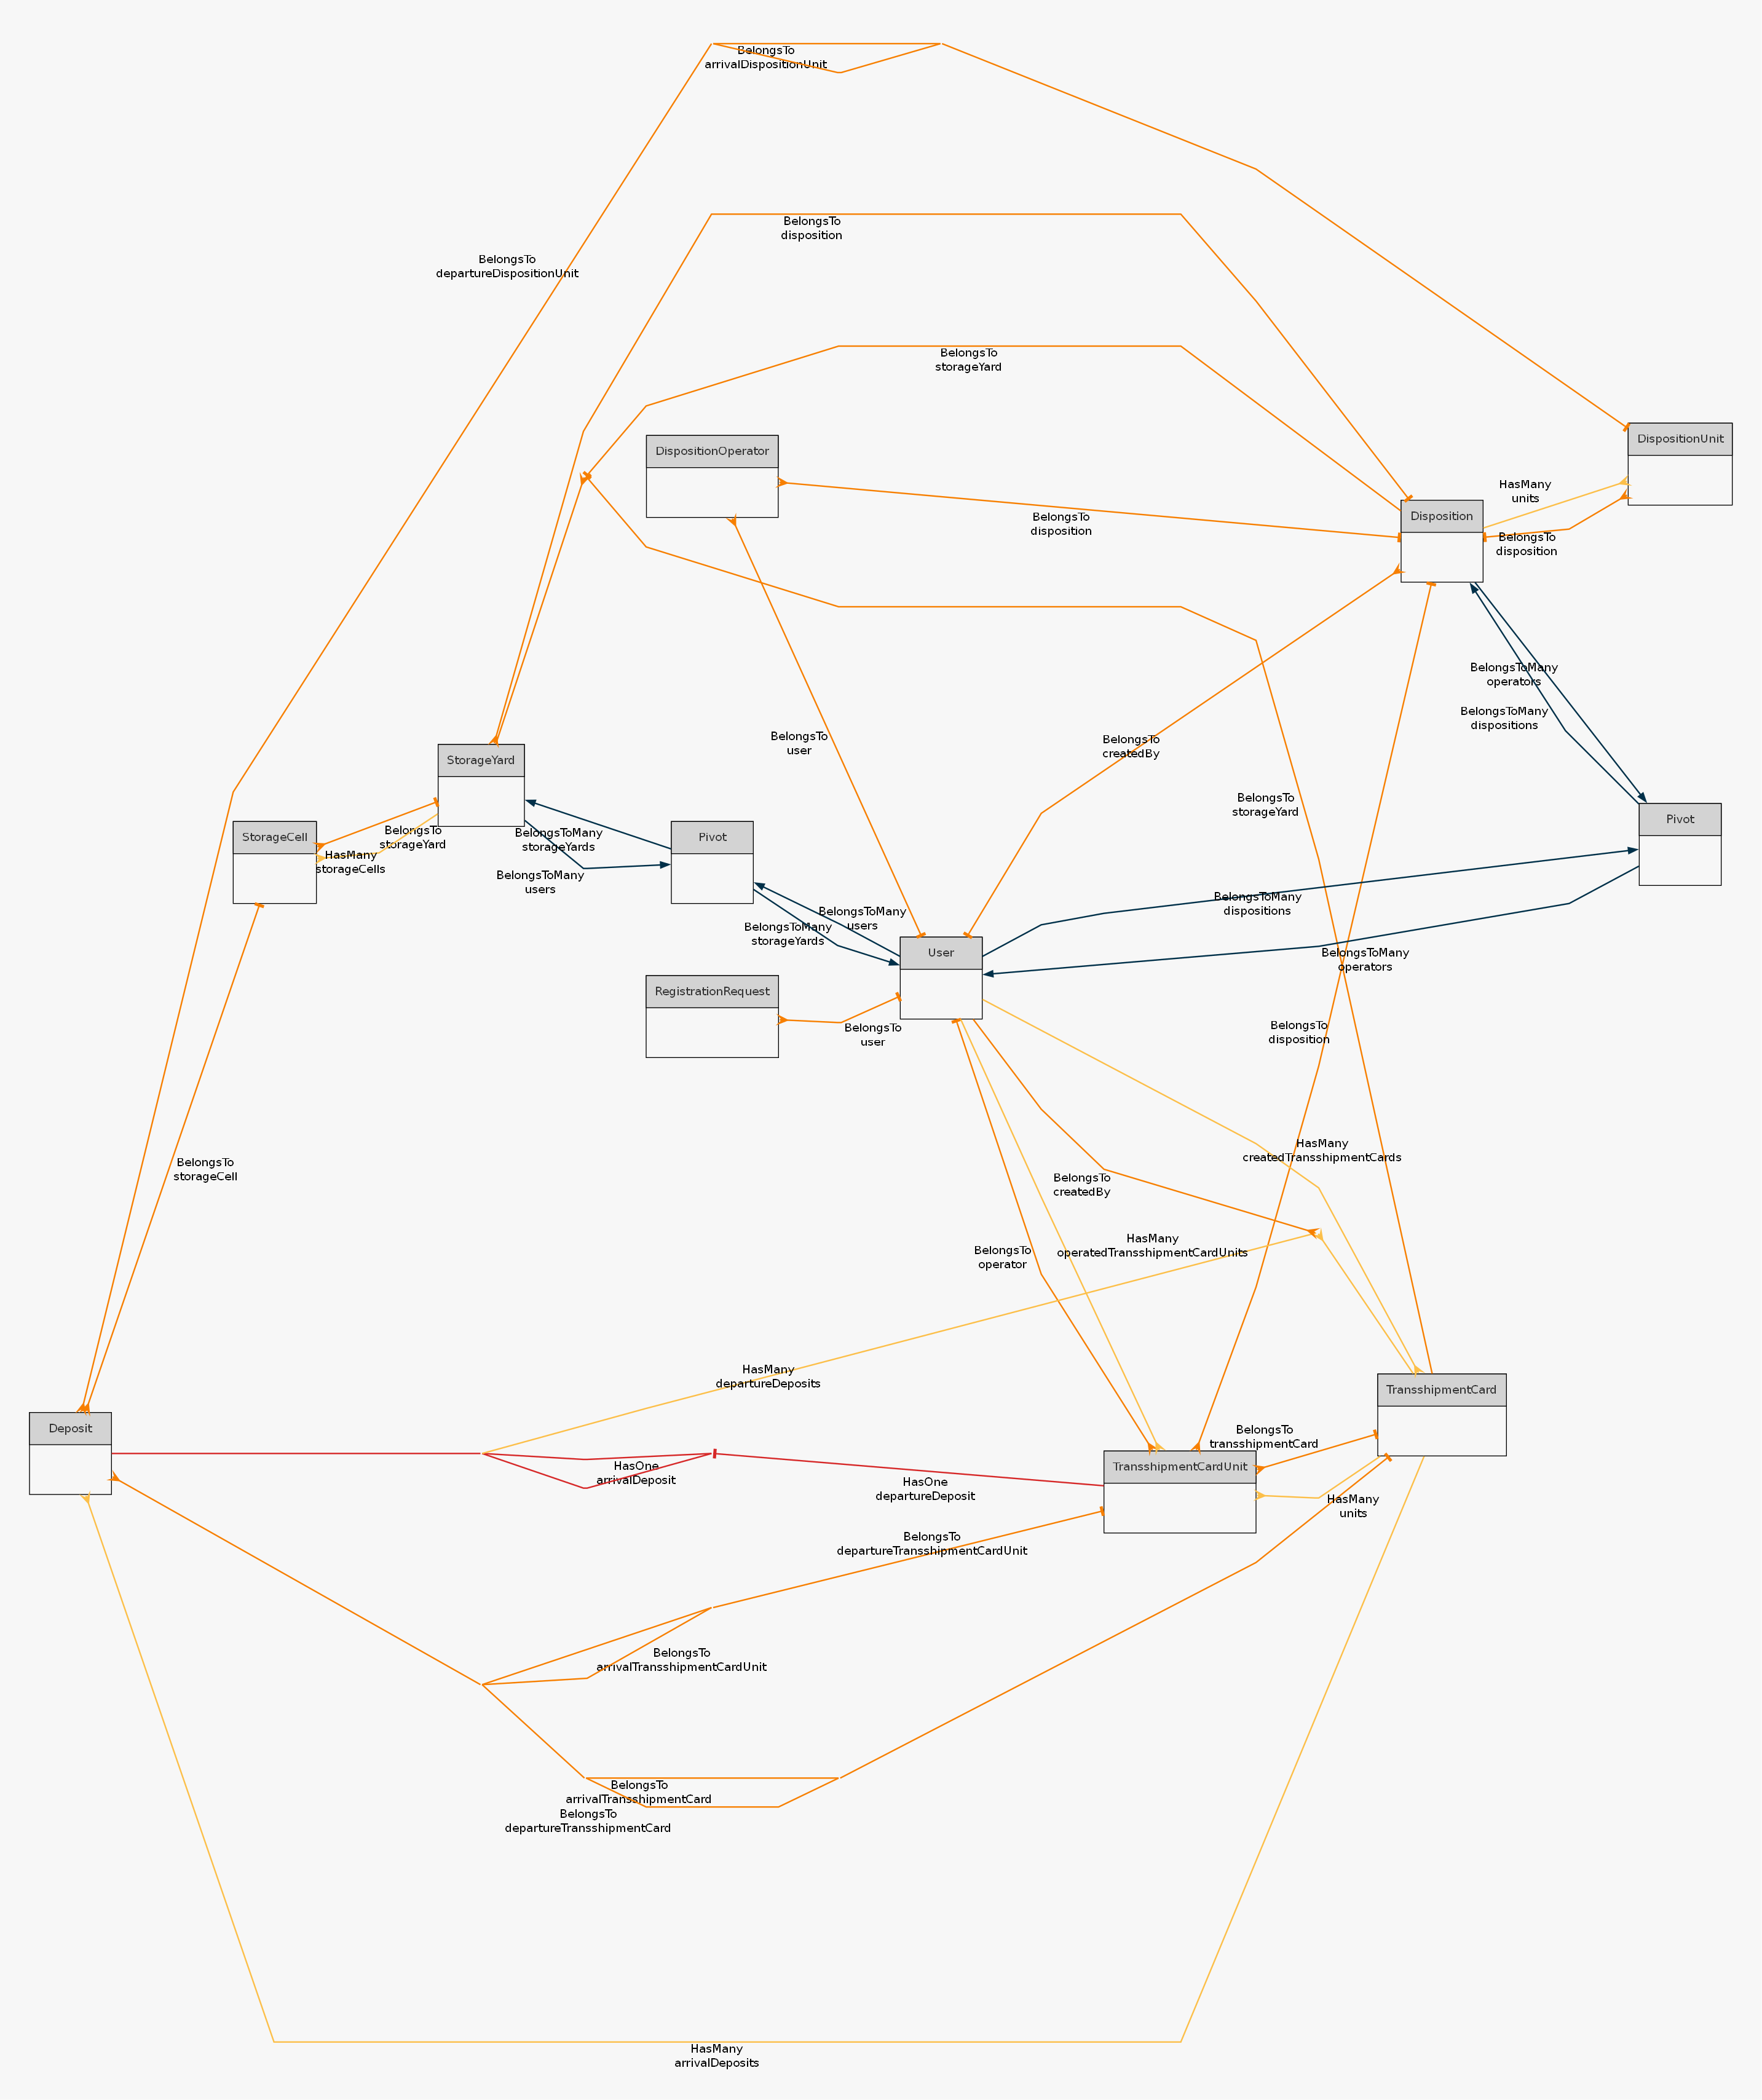 BelongsTo
arrivalDispositionUnit
BelongsTo
disposition
BelongsTo
departureDispositionUnit
BelongsTo
storageYard
DispositionUnit
DispositionOperator
HasMany
units
Disposition
BelongsTo
disposition
BelongsTo
disposition
BelongsToMany
operators
BelongsToMany
dispositions
BelongsTo
user
BelongsTo
createdBy
StorageYard
BelongsTo
storageYard
Pivot
StorageCell
BelongsTo
storageYard
BelongsToMany
storageYards
Pivot
HasMany
storageCells
BelongsToMany
users
BelongsToMany
dispositions
BelongsToMany
users
BelongsToMany
storageYards
User
BelongsToMany
operators
RegistrationRequest
BelongsTo
user
BelongsTo
disposition
HasMany
createdTransshipmentCards
BelongsTo
storageCell
BelongsTo
createdBy
HasMany
operatedTransshipmentCardUnits
BelongsTo
operator
HasMany
departureDeposits
TransshipmentCard
Deposit
BelongsTo
transshipmentCard
TransshipmentCardUnit
HasOne
arrivalDeposit
HasOne
departureDeposit
HasMany
units
BelongsTo
departureTransshipmentCardUnit
BelongsTo
arrivalTransshipmentCardUnit
BelongsTo
arrivalTransshipmentCard
BelongsTo
departureTransshipmentCard
HasMany
arrivalDeposits